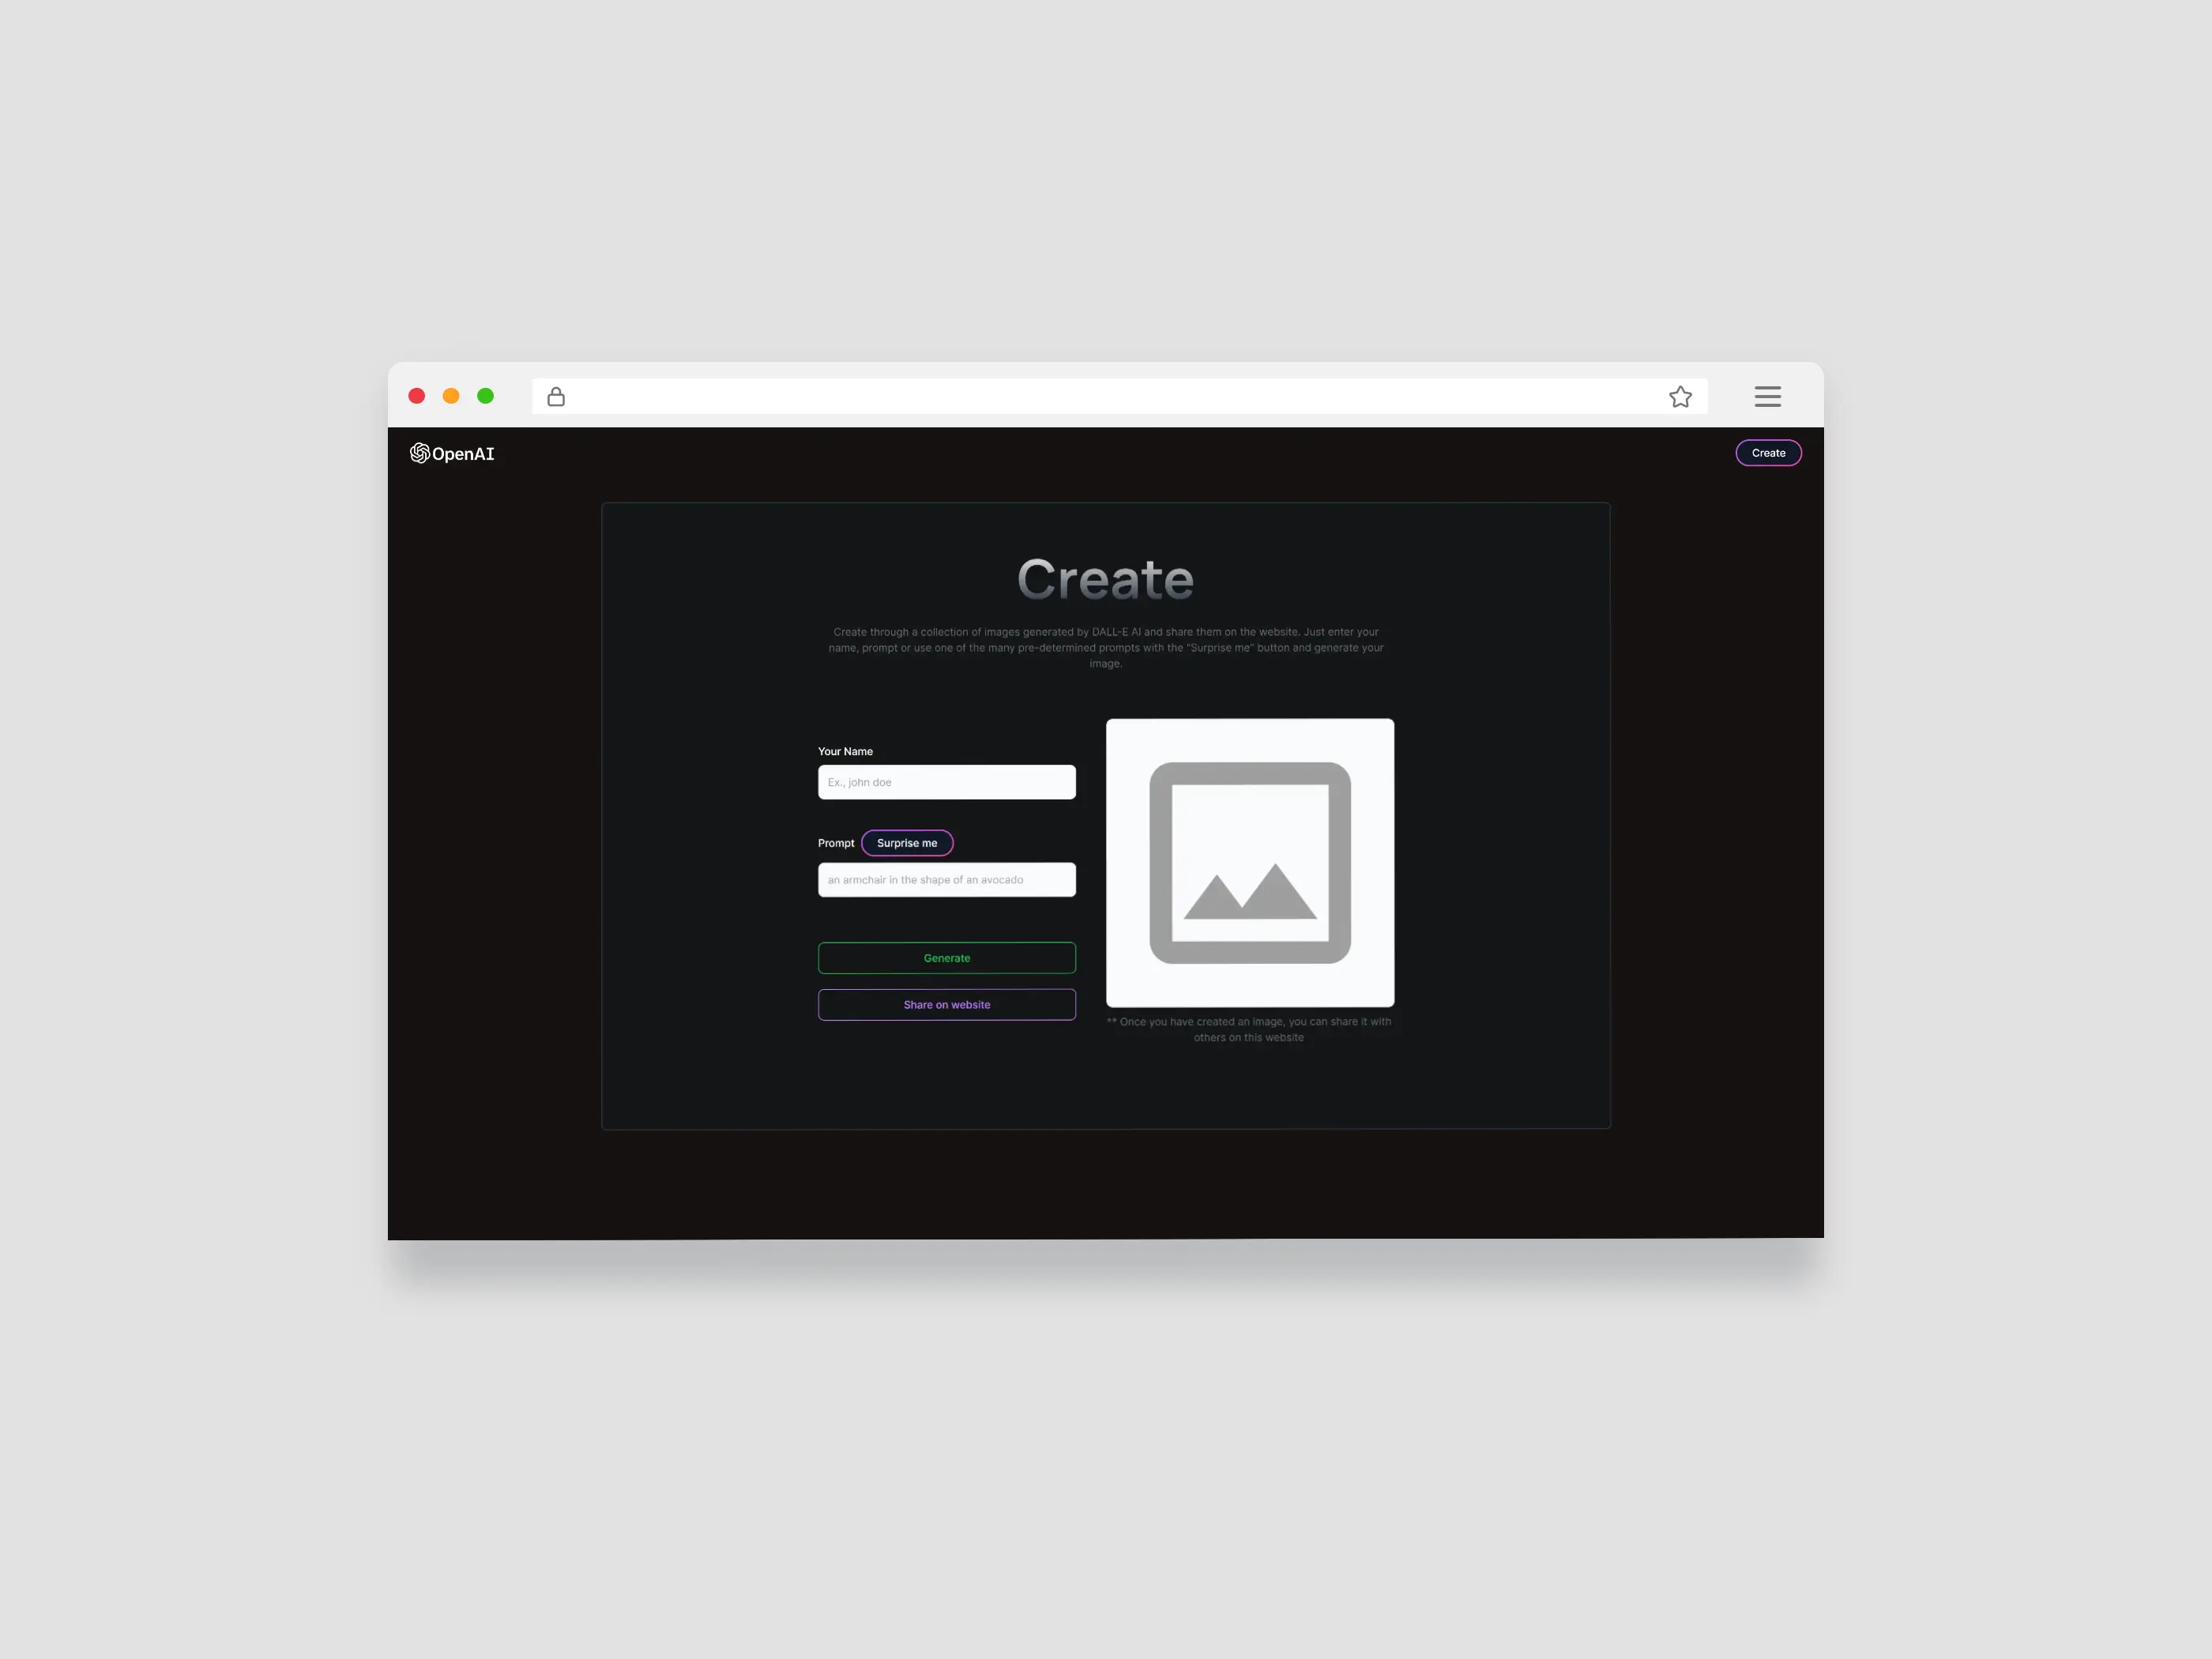 OpenAI
Create
Create
Create through a collection of images generated by DALL-E AI and share them on the website. Just enter your
name, prompt or use one of the many pre-determined prompts with the "Surprise me" button and generate your
image.
Your Name
Ex., john doe
Prompt Surprise me
an armchair in the shape of an avocado
Generate
Share on website
** Once you have created an image, you can share it with
others on this website